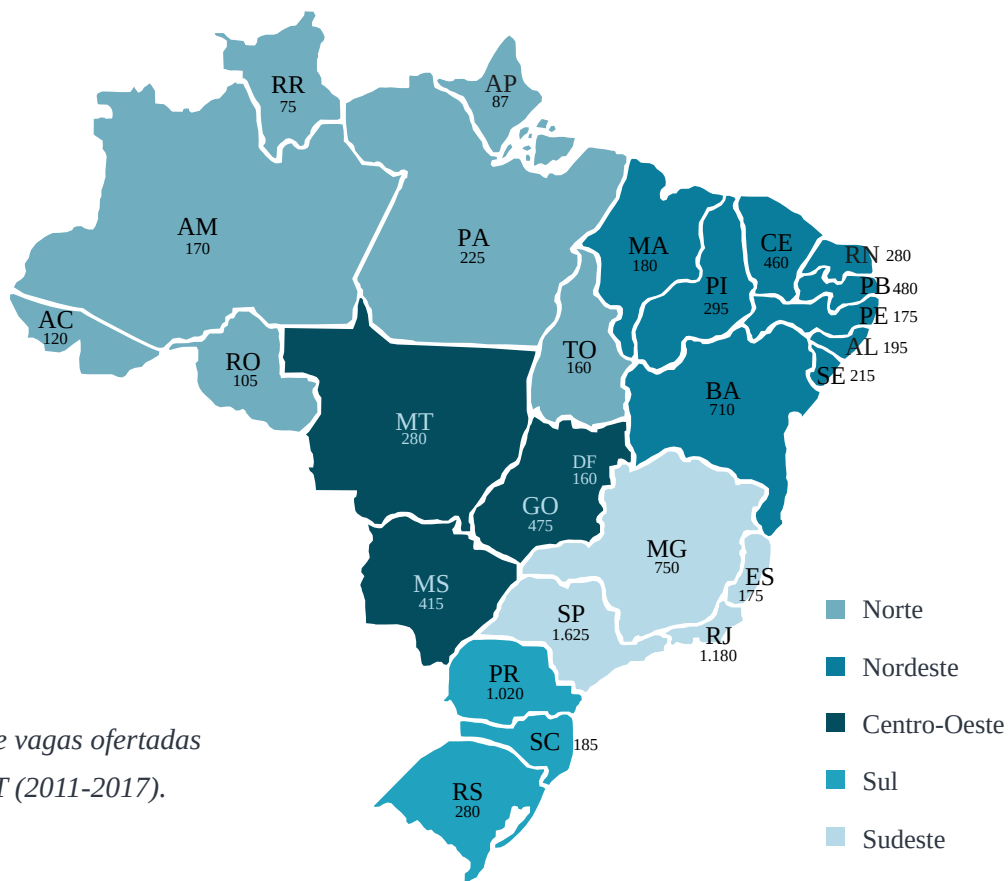 RR
75
AP
87
AM
170
PA
225
MA
180
CE
460
RN 280
PI
295
PB 480
PE 175
AC
120
RO
105
TO
160
AL 195
SE 215
BA
710
MT
280
DF
160
GO
475
MG
750
MS
415
ES
175
SP
1.625
RJ
1.180
PR
1.020
SC 185
RS
280
Norte
Nordeste
Centro-Oeste
Sul
Sudeste
e vagas ofertadas
T (2011-2017).